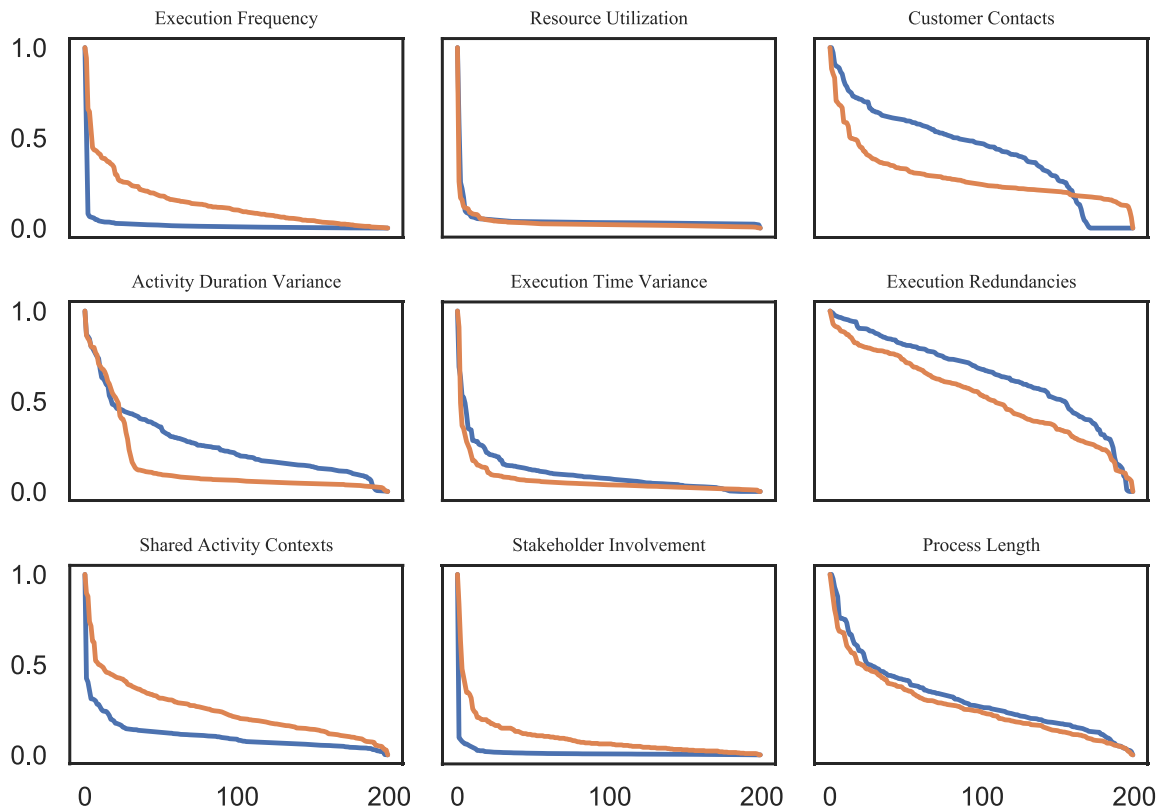 Execution Frequency Resource Utilization Customer Contacts
1.0
0.5
0.0
Activity Duration Variance Execution Time Variance Execution Redundancies
1.0
0.5
0.0
Shared Activity Contexts Stakeholder Involvement Process Length
1.0
0.5
0.0
0 100 200 0 100 200 0 100 200